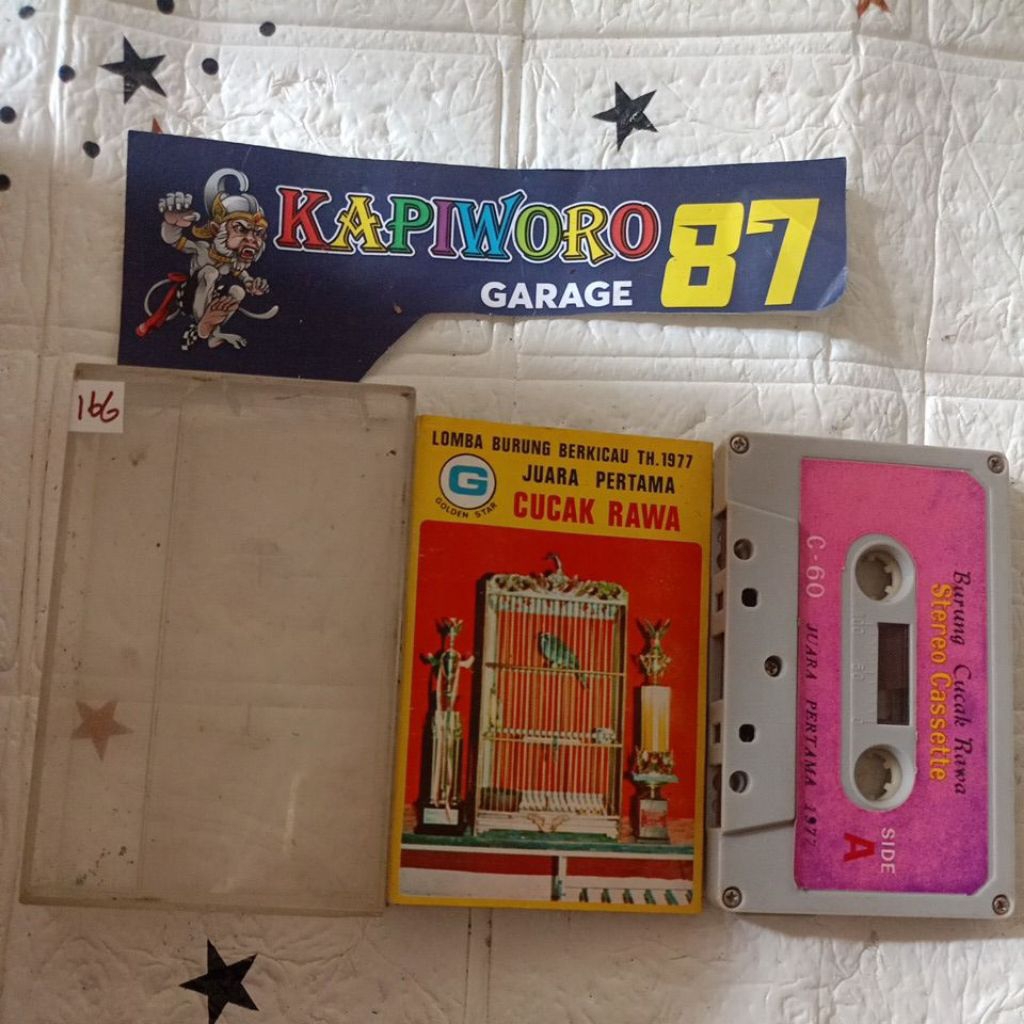 KAPIWORO 87
GARAGE
166
LOMBA BURUNG BERKICAU TH.1977
JUARA PERTAMA
CUCAK RAWA
G
GOLDEN STAR
Burung Cucak Rawa
Stereo Cassette
C-60 JUARA PERTAMA 1977
SIDE
A